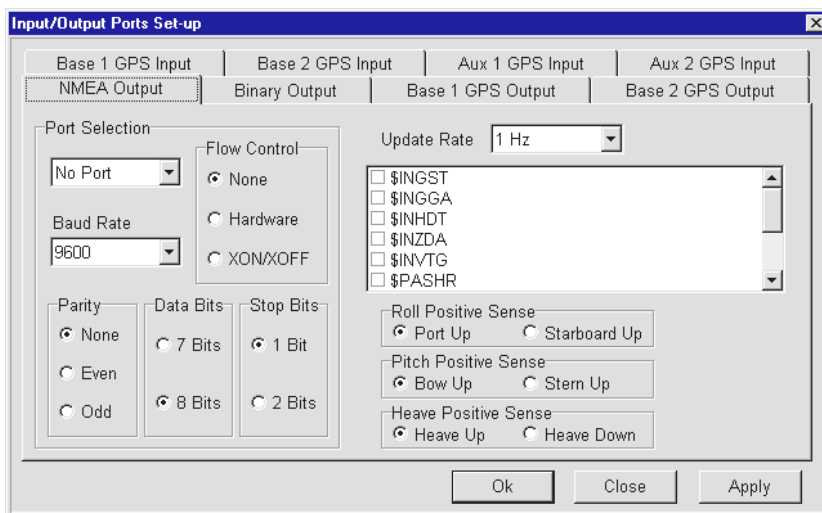 Input/Output Ports Set-up
Base 1 GPS Input
Base 2 GPS Input
Aux 1 GPS Input
Aux 2 GPS Input
NMEA Output
Binary Output
Base 1 GPS Output
Base 2 GPS Output
Port Selection
No Port
Baud Rate
9600
Flow Control
None
Hardware
XON/XOFF
Parity
None
Even
Odd
Data Bits
7 Bits
8 Bits
Stop Bits
1 Bit
2 Bits
Update Rate
1 Hz
$INGST
$INGGA
$INHDT
$INZDA
$INVTG
$PASHR
Roll Positive Sense
Port Up
Starboard Up
Pitch Positive Sense
Bow Up
Stern Up
Heave Positive Sense
Heave Up
Heave Down
Ok
Close
Apply